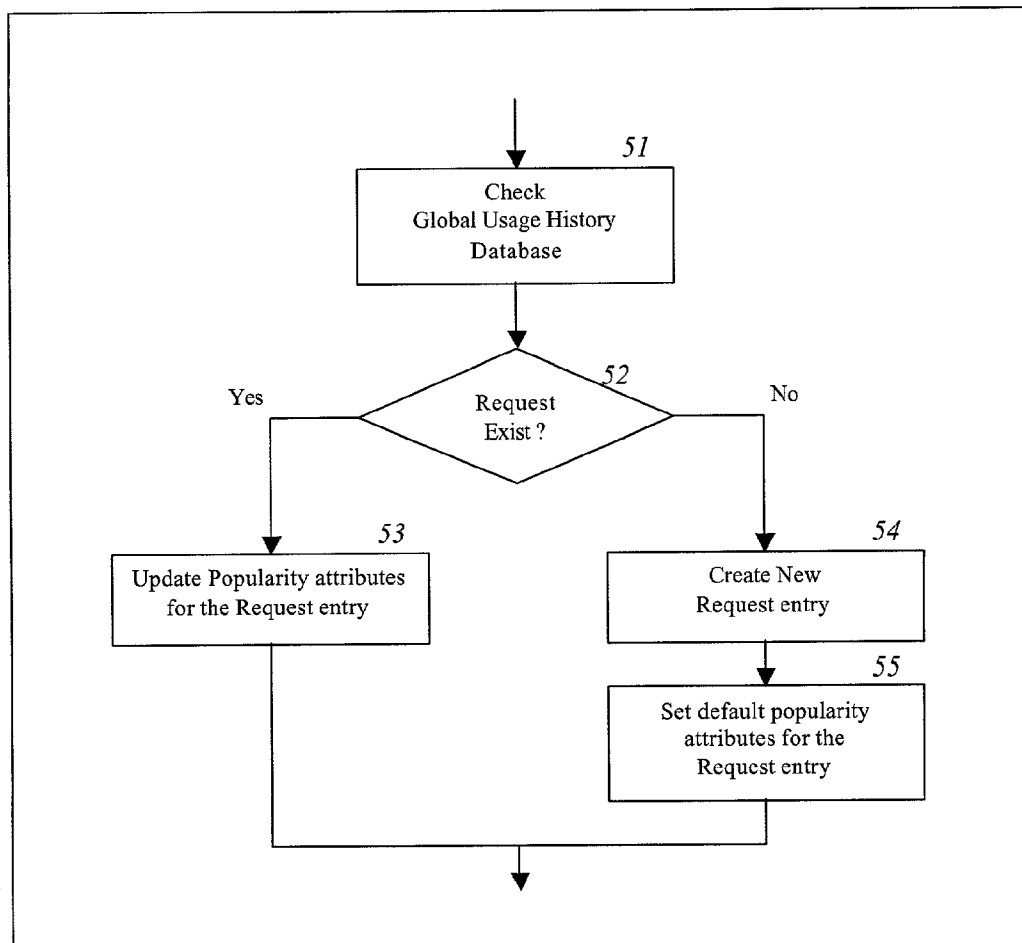 51
Check
Global Usage History
Database
52
Yes
No
Request
Exist ?
53
Update Popularity attributes
for the Request entry
54
Create New
Request entry
55
Set default popularity
attributes for the
Request entry